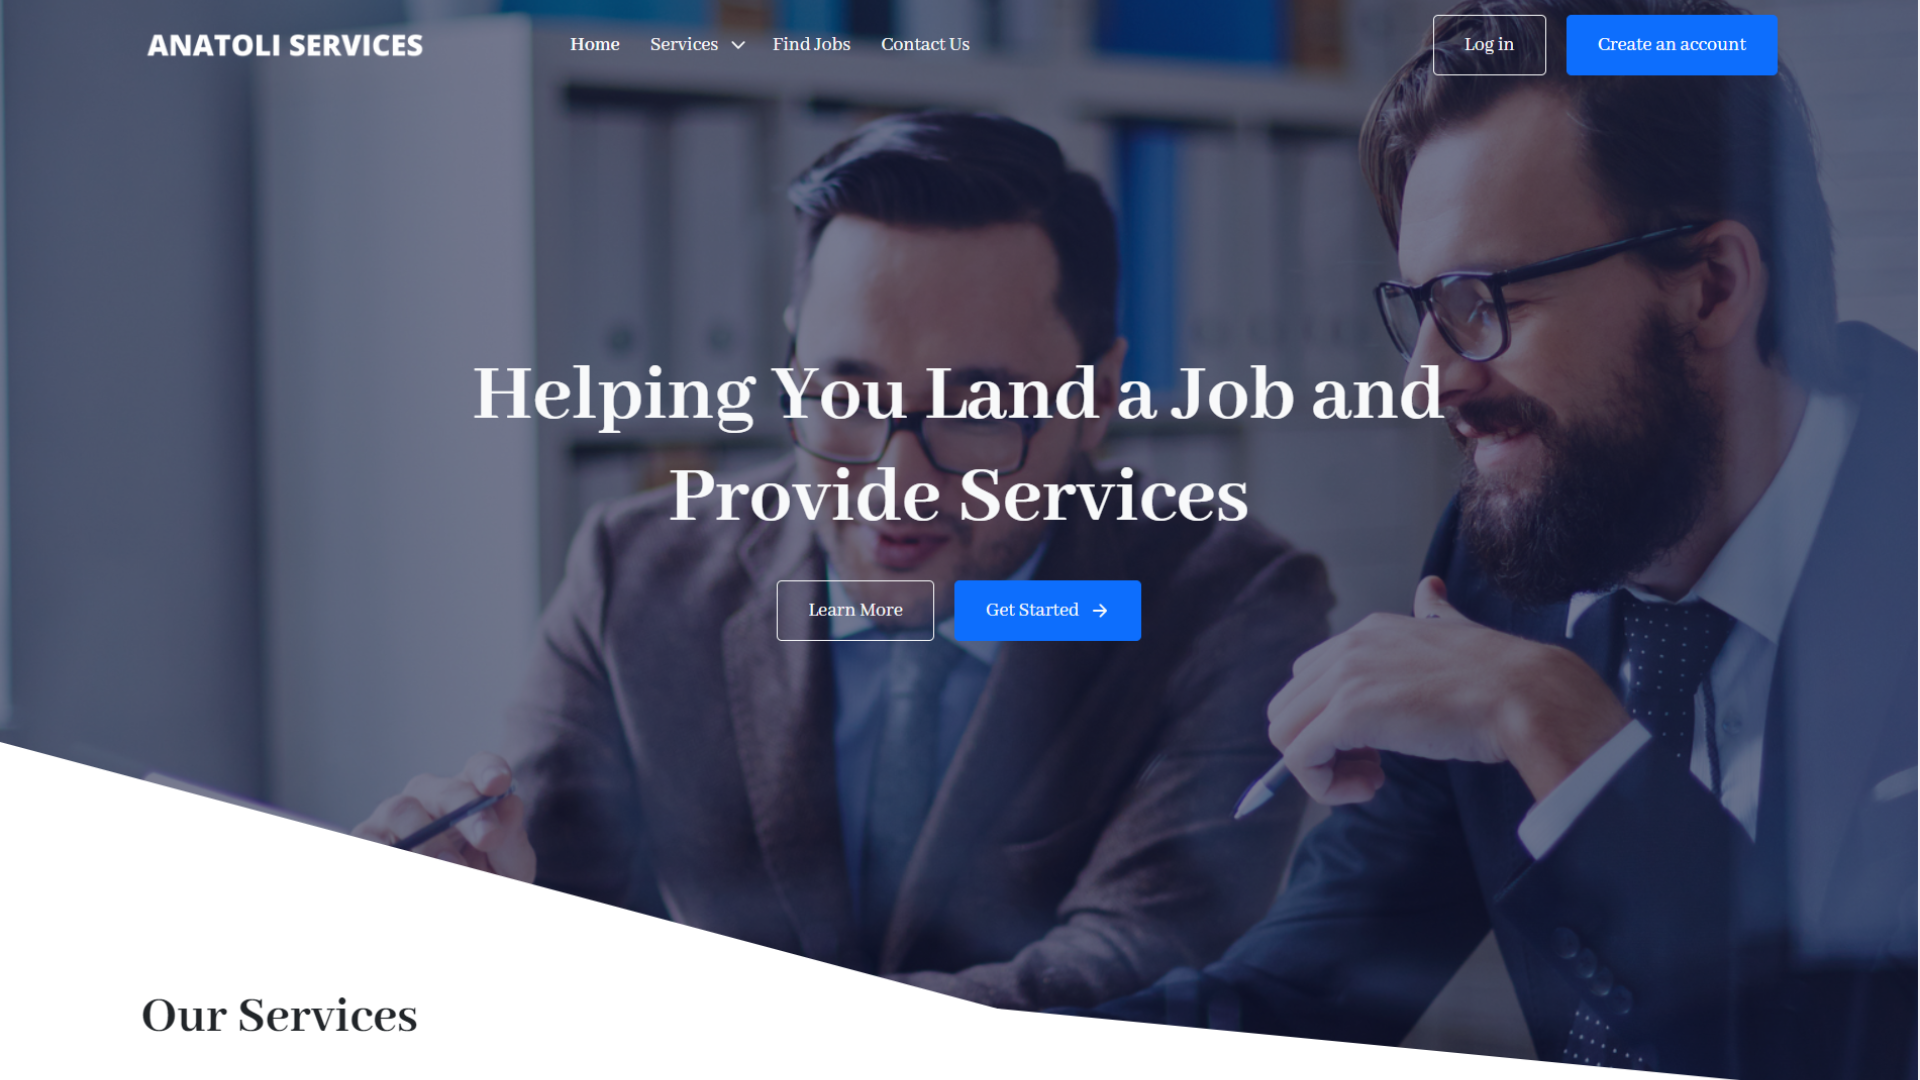 ANATOLI SERVICES
Home
Services
Find Jobs
Contact Us
Log in
Create an account
Helping You Land a Job and
Provide Services
Learn More
Get Started
Our Services